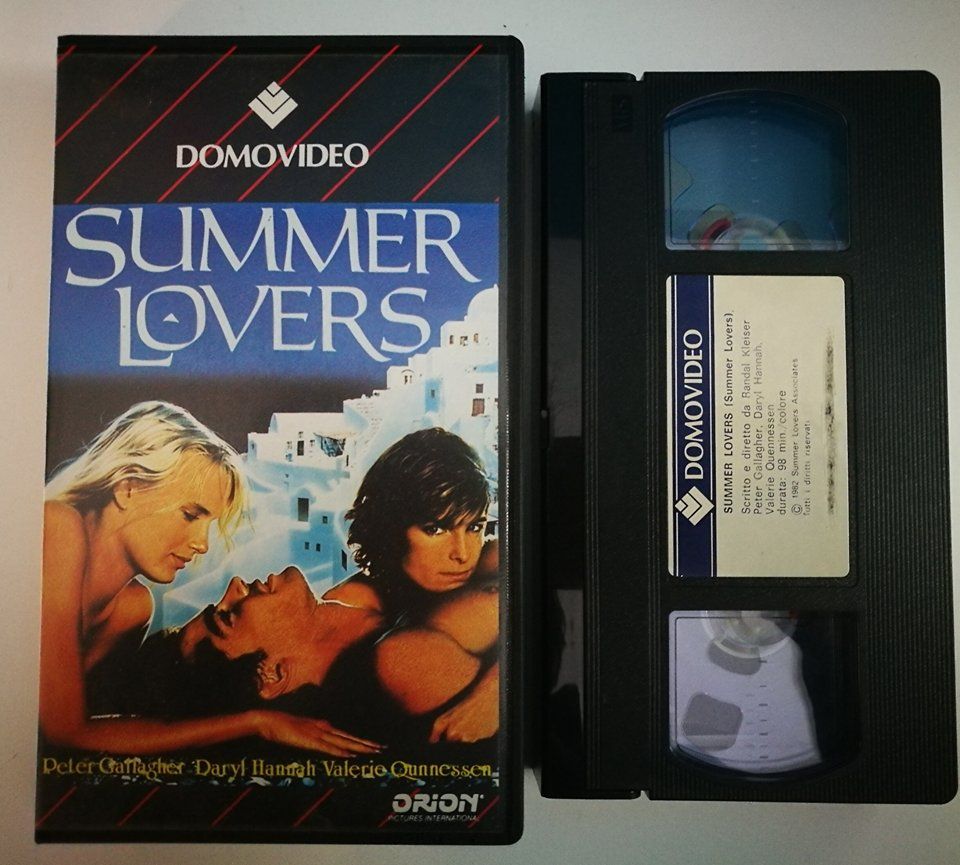 DOMOVIDEO
SUMMER
LOVERS
Peter Gallagher Daryl Hannah Valerie Qunnessen
ORION
PICTURES INTERNATIONAL
VHS
DOMOVIDEO
SUMMER LOVERS (Summer Lovers)
Scritto e diretto da Randal Kleiser
Peter Gallagher, Daryl Hannah,
Valerie Quennessen
durata: 98 min./colore
© 1982 Summer Lovers Associates
Tutti i diritti riservati